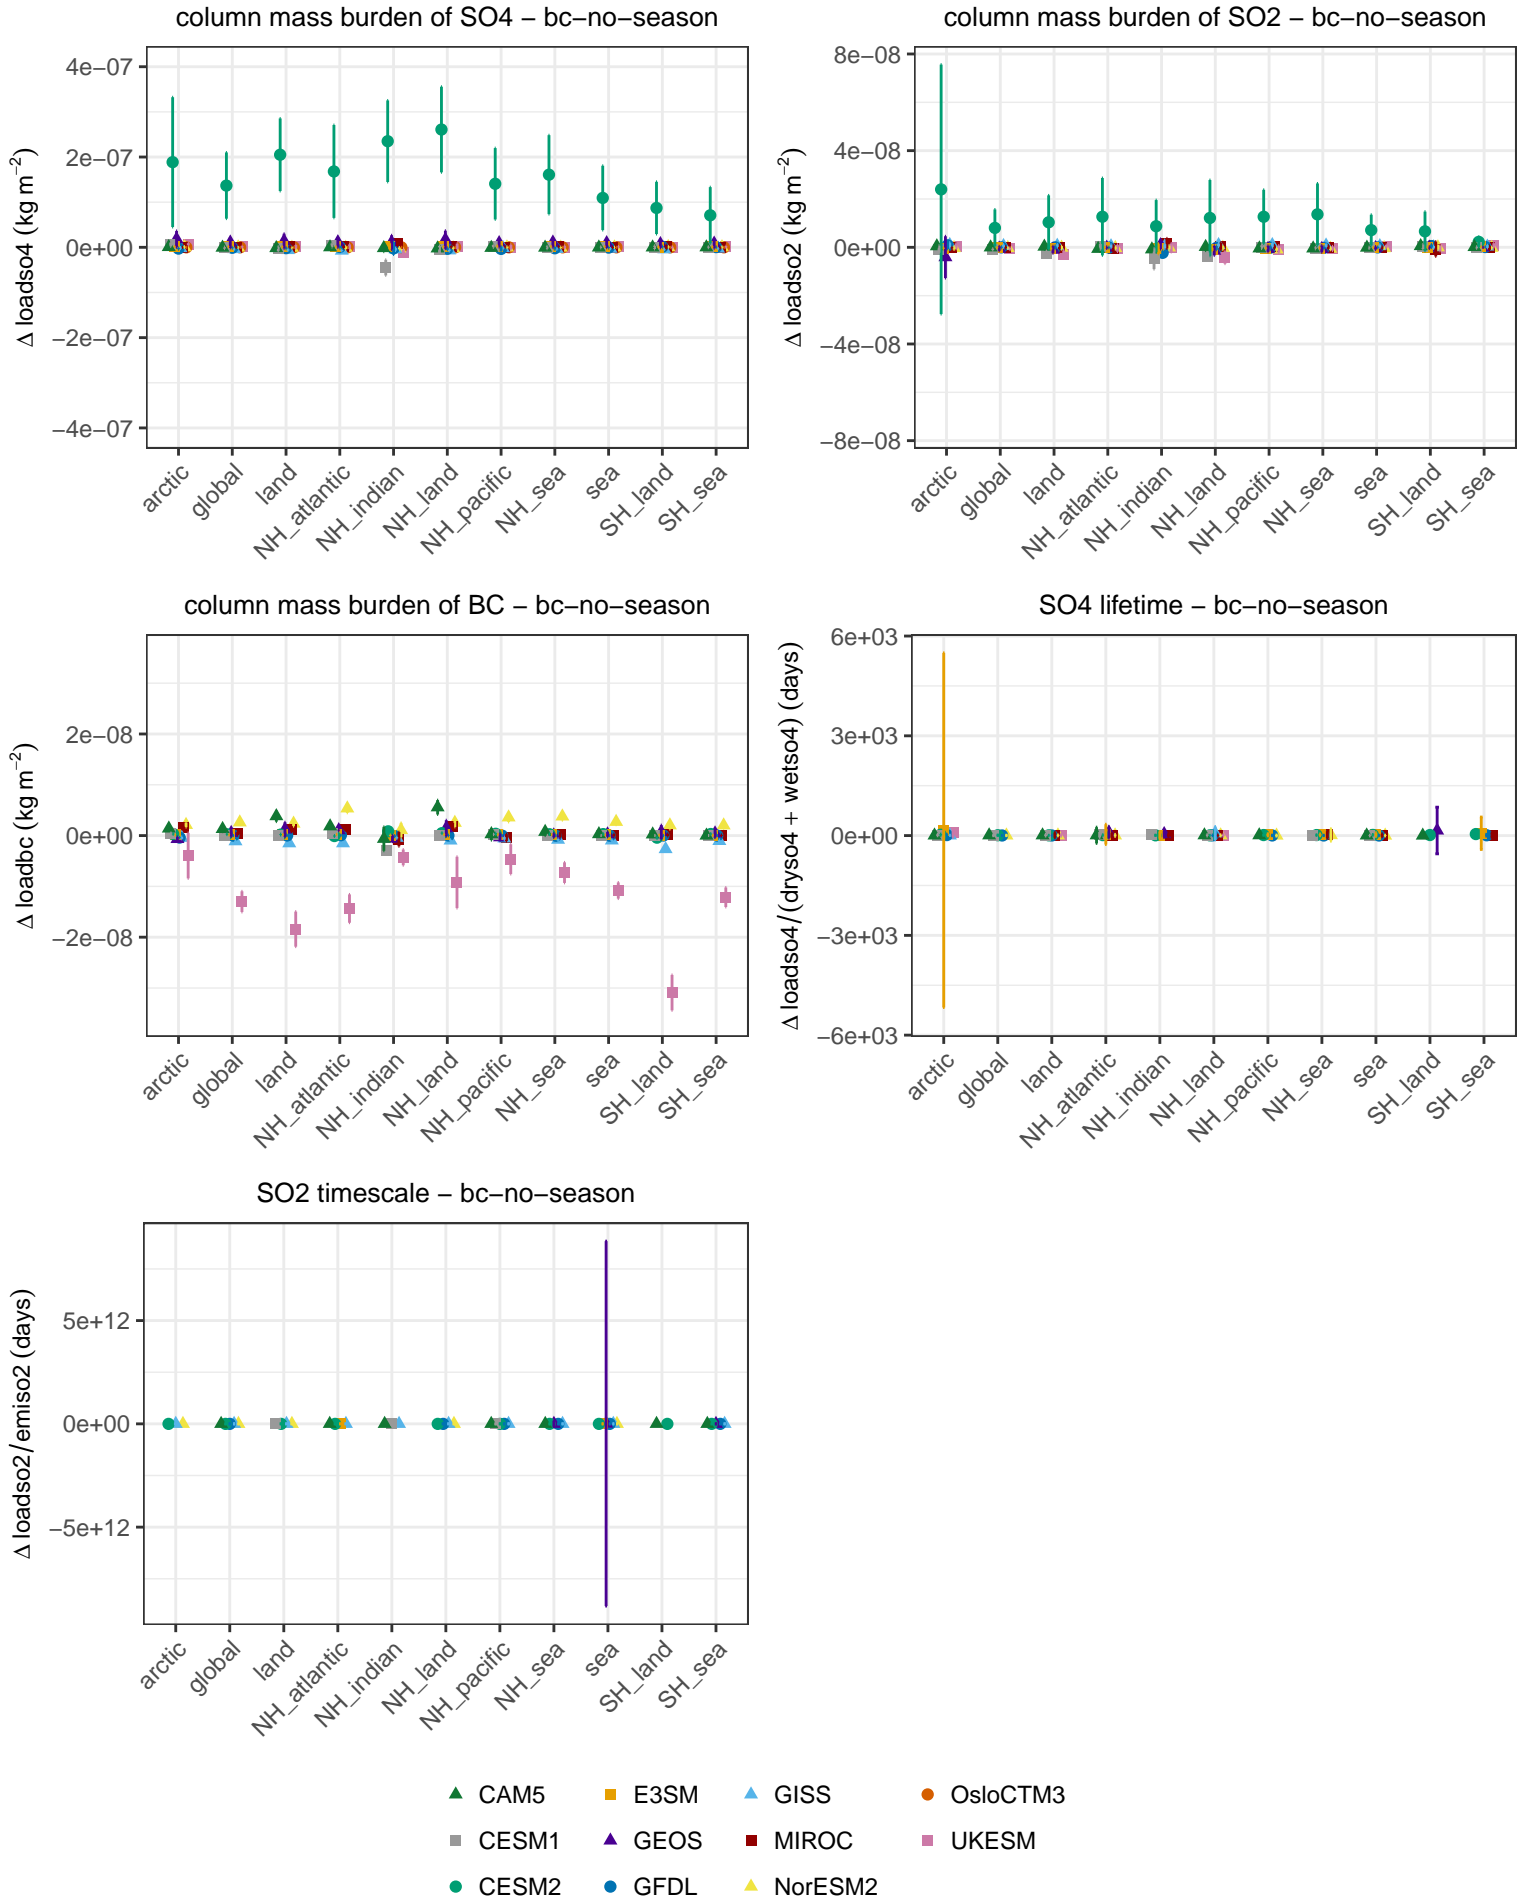 column mass burden of SO4 − bc−no−season
Δ loadso4 (kg m⁻²)
4e−07
2e−07
0e+00
−2e−07
−4e−07
arctic
global
land
NH_atlantic
NH_indian
NH_land
NH_pacific
NH_sea
sea
SH_land
SH_sea
column mass burden of SO2 − bc−no−season
Δ loadso2 (kg m⁻²)
8e−08
4e−08
0e+00
−4e−08
−8e−08
arctic
global
land
NH_atlantic
NH_indian
NH_land
NH_pacific
NH_sea
sea
SH_land
SH_sea
column mass burden of BC − bc−no−season
Δ loadbc (kg m⁻²)
2e−08
0e+00
−2e−08
arctic
global
land
NH_atlantic
NH_indian
NH_land
NH_pacific
NH_sea
sea
SH_land
SH_sea
SO4 lifetime − bc−no−season
Δ loadso4/(dryso4 + wetso4) (days)
6e+03
3e+03
0e+00
−3e+03
−6e+03
arctic
global
land
NH_atlantic
NH_indian
NH_land
NH_pacific
NH_sea
sea
SH_land
SH_sea
SO2 timescale − bc−no−season
Δ loadso2/emiso2 (days)
5e+12
0e+00
−5e+12
arctic
global
land
NH_atlantic
NH_indian
NH_land
NH_pacific
NH_sea
sea
SH_land
SH_sea
CAM5 E3SM GISS OsloCTM3
CESM1 GEOS MIROC UKESM
CESM2 GFDL NorESM2